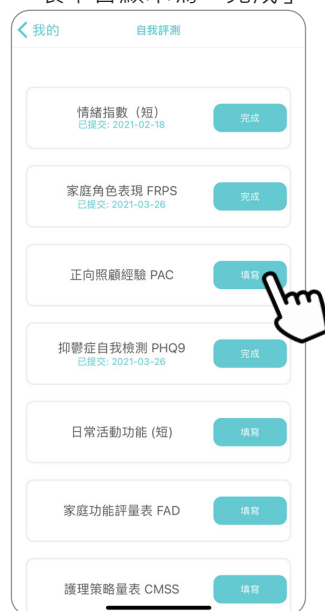 顯示為「完成」
我的
自我評測
情緒指數（短）
已提交: 2021-02-18
完成
家庭角色表現 FRPS
已提交: 2021-03-26
完成
正向照顧經驗 PAC
填寫
抑鬱症自我檢測 PHQ9
已提交: 2021-03-26
完成
日常活動功能 (短)
填寫
家庭功能評量表 FAD
填寫
護理策略量表 CMSS
填寫